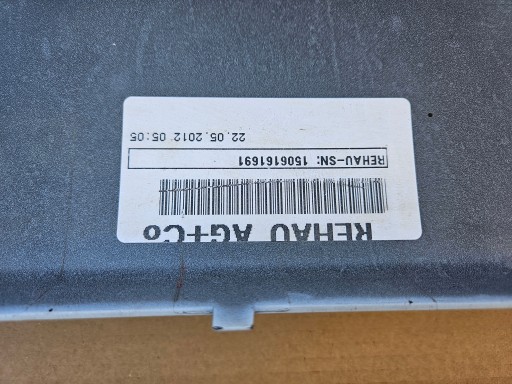 REHAU AG+Co
REHAU-SN: 1506161691
22.05.2012 05:05